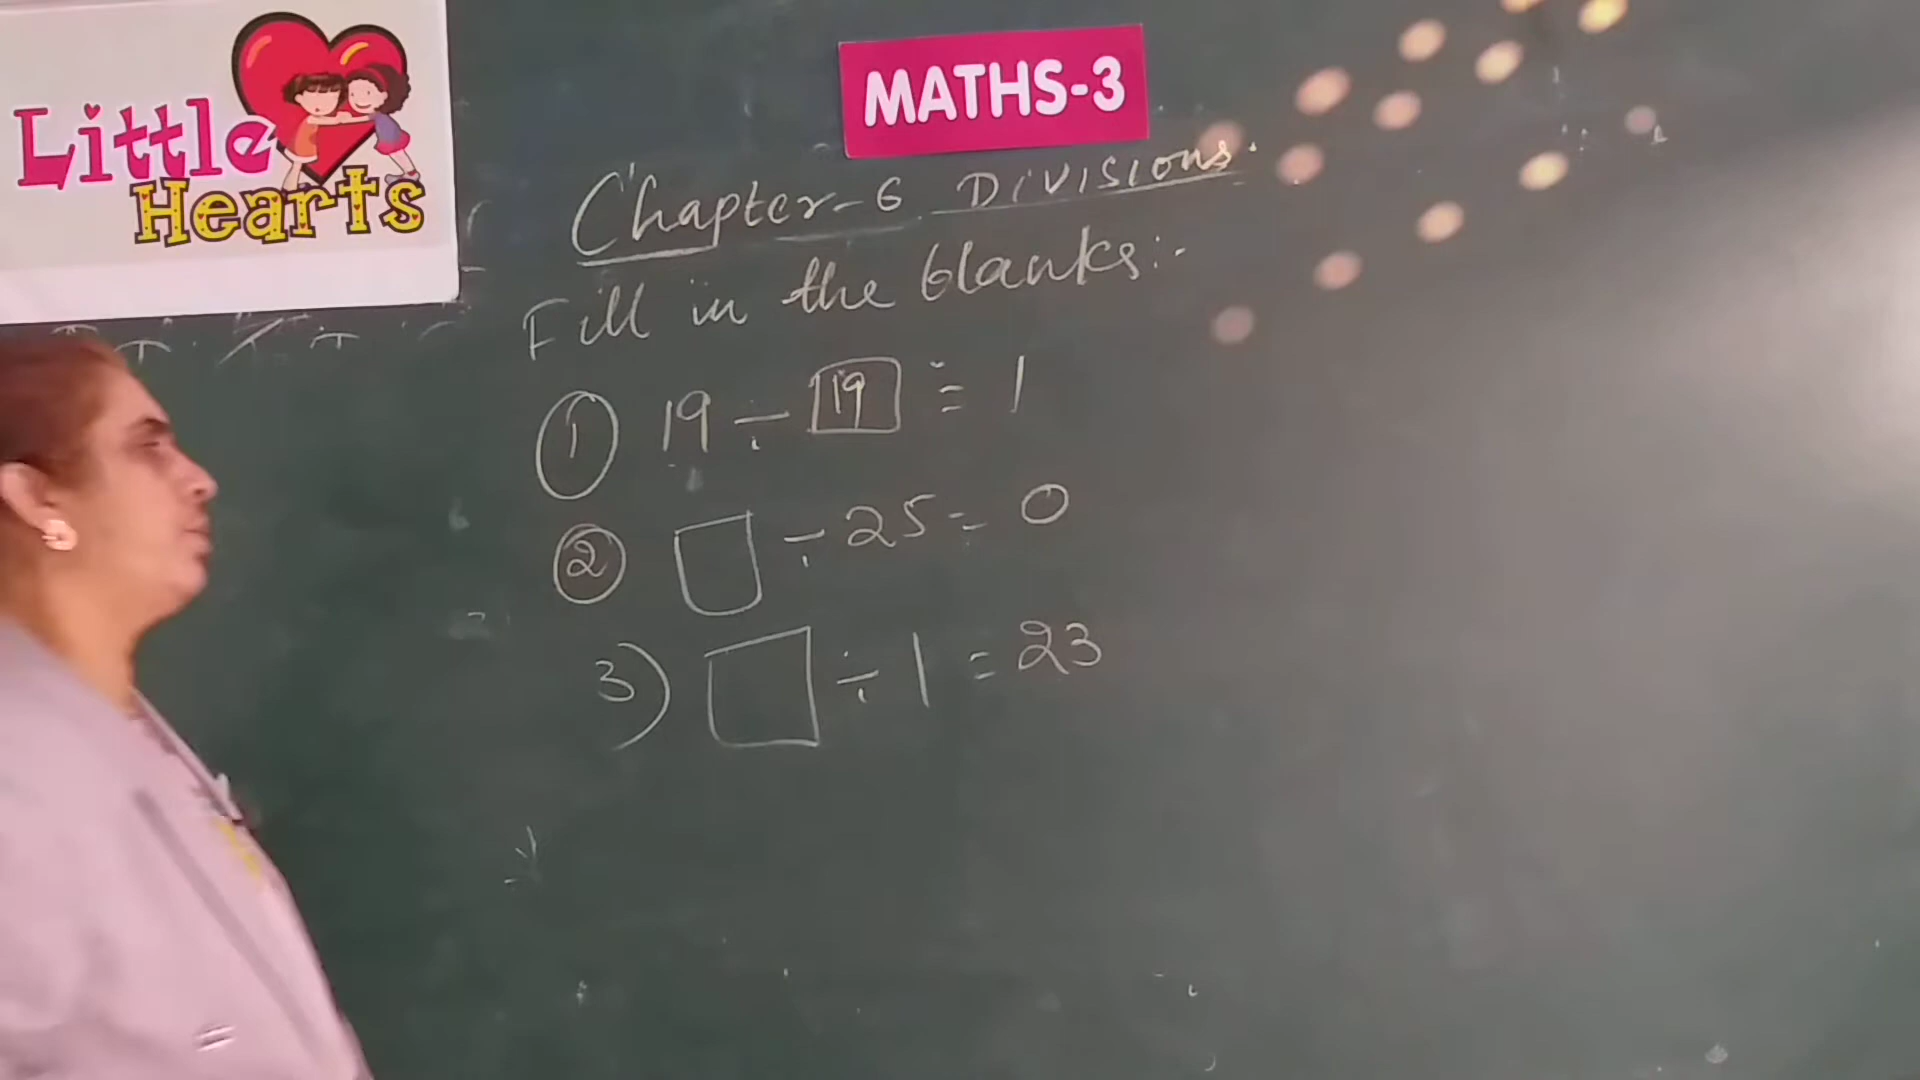 Little
Hearts
MATHS-3
Chapter-6 Divisions.
Fill in the blanks:-
① 19 ÷ 19 = 1
② ☐ ÷ 25 = 0
3) ☐ ÷ 1 = 23